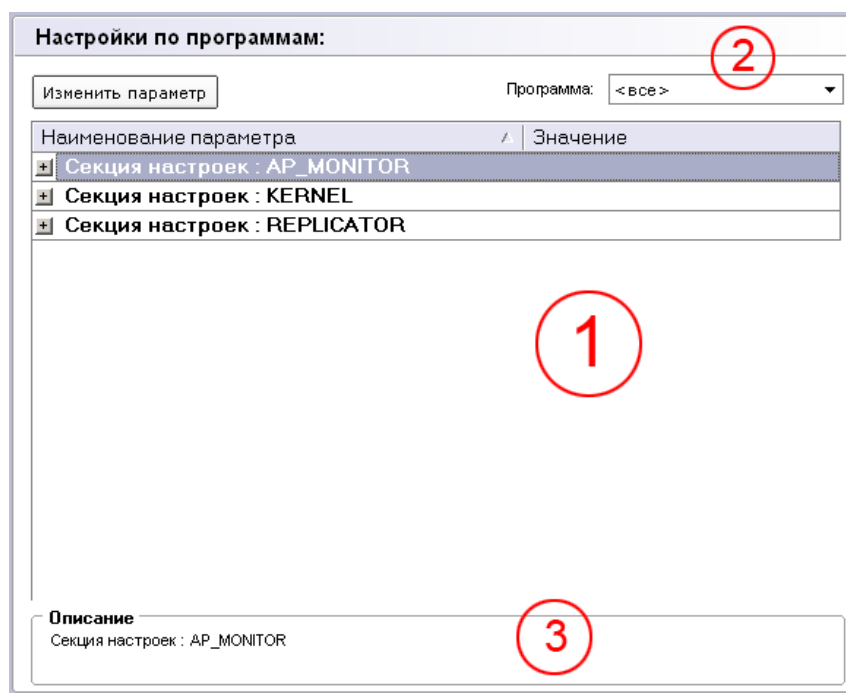 Настройки по программам:
2
Изменить параметр
Программа: <все>
Наименование параметра Значение
Секция настроек : AP_MONITOR
Секция настроек : KERNEL
Секция настроек : REPLICATOR
1
Описание
Секция настроек : AP_MONITOR
3